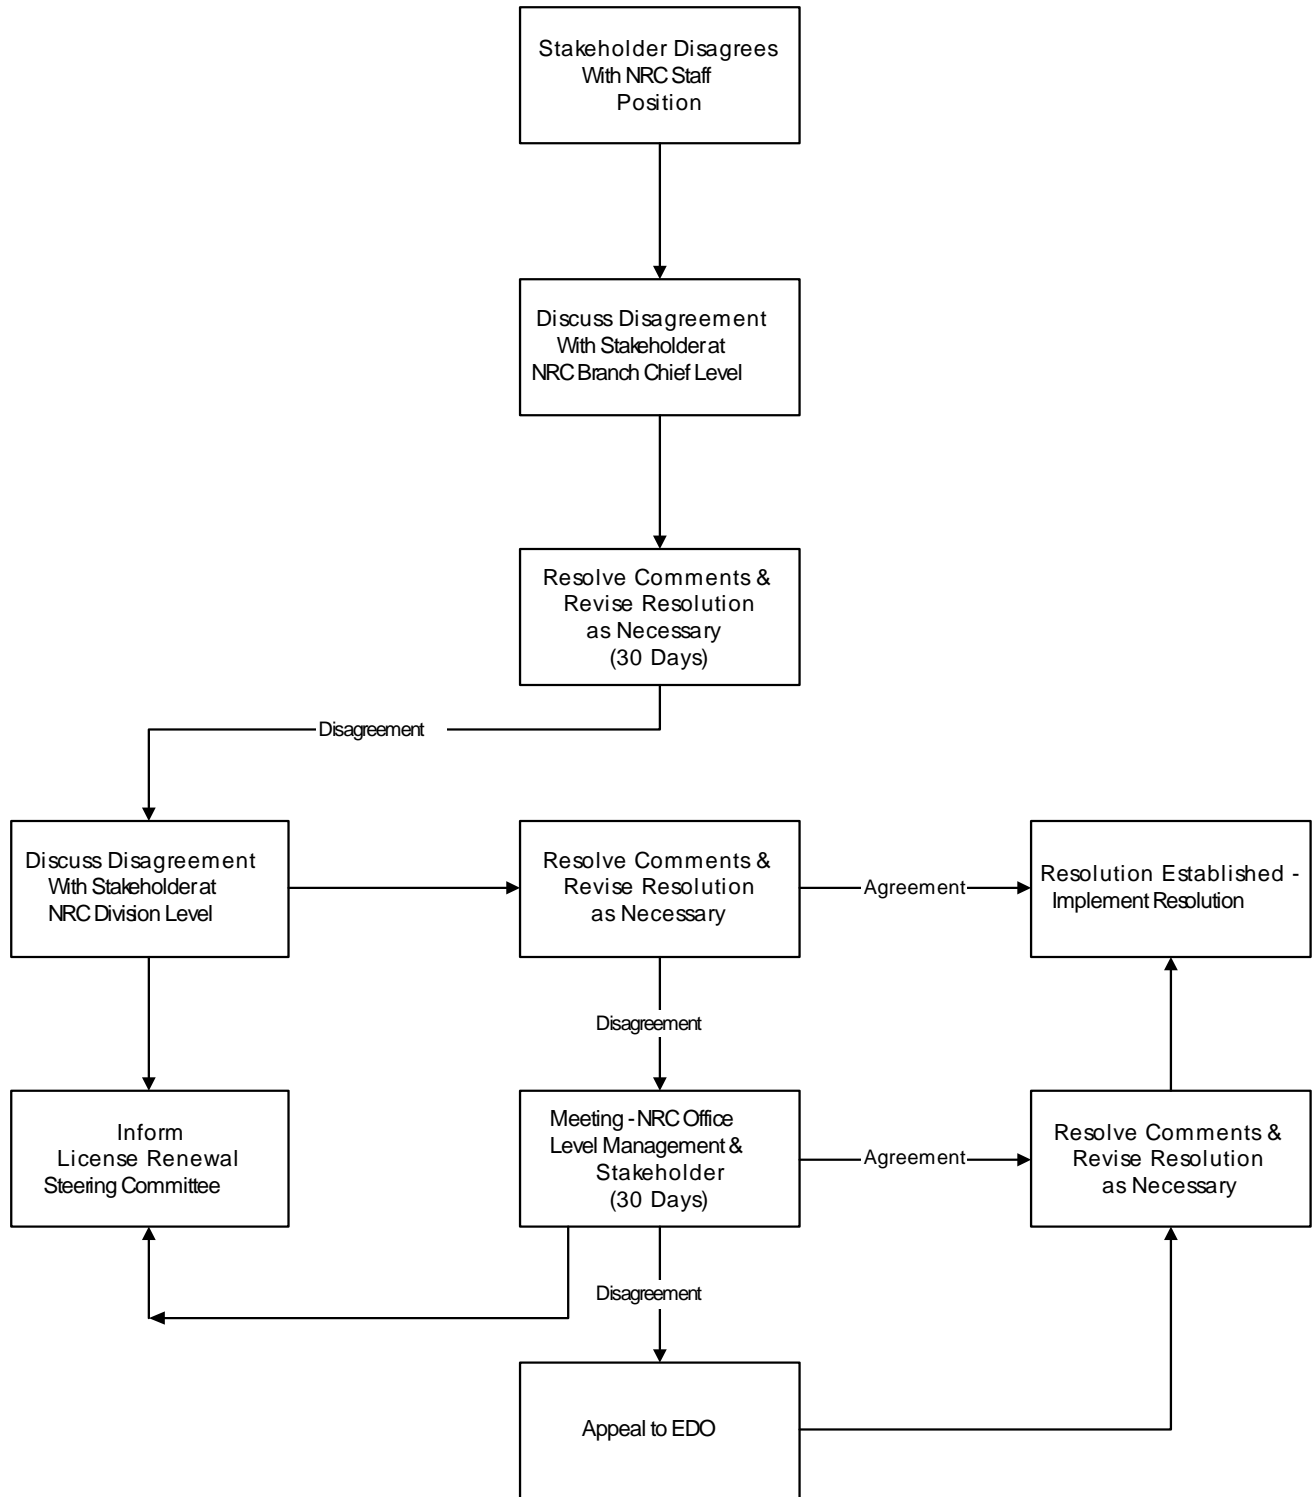 Stakeholder Disagrees
With NRC Staff
Position
Discuss Disagreement
With Stakeholder at
NRC Branch Chief Level
Resolve Comments &
Revise Resolution
as Necessary
(30 Days)
Disagreement
Discuss Disagreement
With Stakeholder at
NRC Division Level
Resolve Comments &
Revise Resolution
as Necessary
Agreement
Resolution Established -
Implement Resolution
Disagreement
Inform
License Renewal
Steering Committee
Meeting - NRC Office
Level Management &
Stakeholder
(30 Days)
Agreement
Resolve Comments &
Revise Resolution
as Necessary
Disagreement
Appeal to EDO